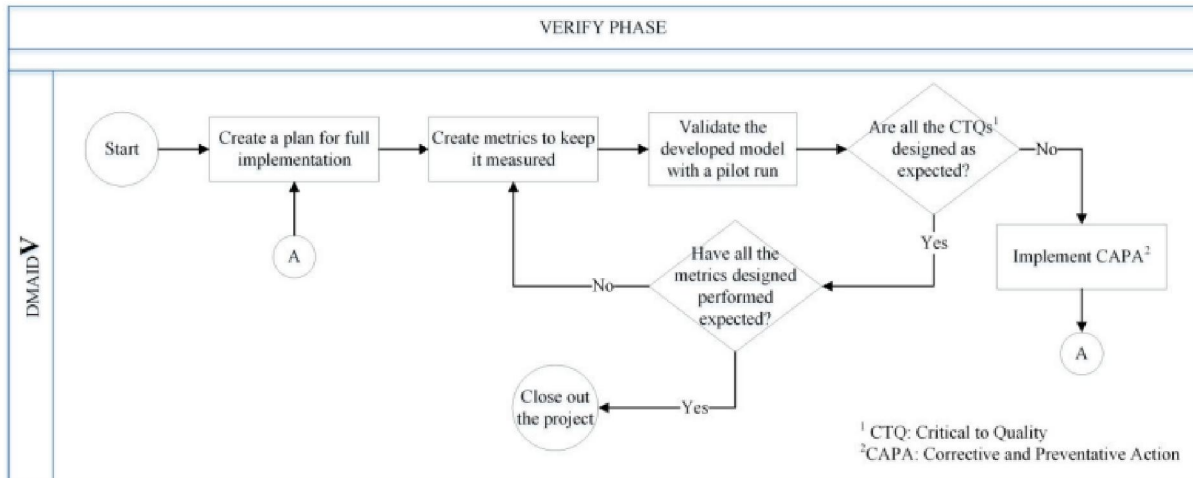 VERIFY PHASE
DMAIDV
Start
Create a plan for full
implementation
Create metrics to keep
it measured
Validate the
developed model
with a pilot run
Are all the CTQs¹
designed as
expected?
No
Yes
Implement CAPA²
A
A
Have all the
metrics designed
performed
expected?
No
Yes
Close out
the project
¹ CTQ: Critical to Quality
²CAPA: Corrective and Preventative Action